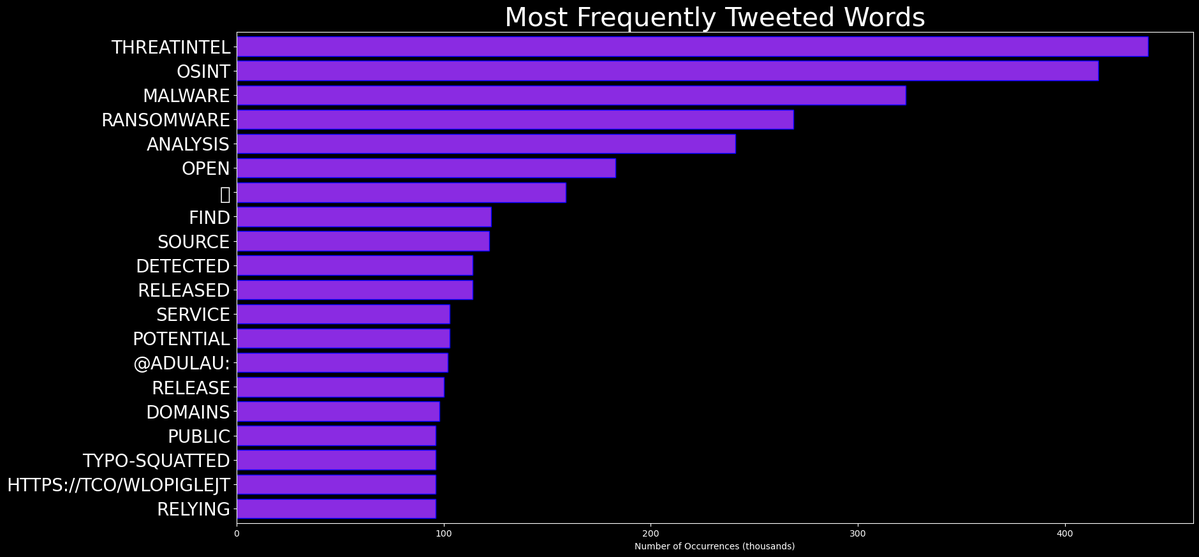 Most Frequently Tweeted Words
THREATINTEL
OSINT
MALWARE
RANSOMWARE
ANALYSIS
OPEN
FIND
SOURCE
DETECTED
RELEASED
SERVICE
POTENTIAL
@ADULAU:
RELEASE
DOMAINS
PUBLIC
TYPO-SQUATTED
HTTPS://TCO/WLOPIGLEJT
RELYING
0 100 200 300 400
Number of Occurrences (thousands)